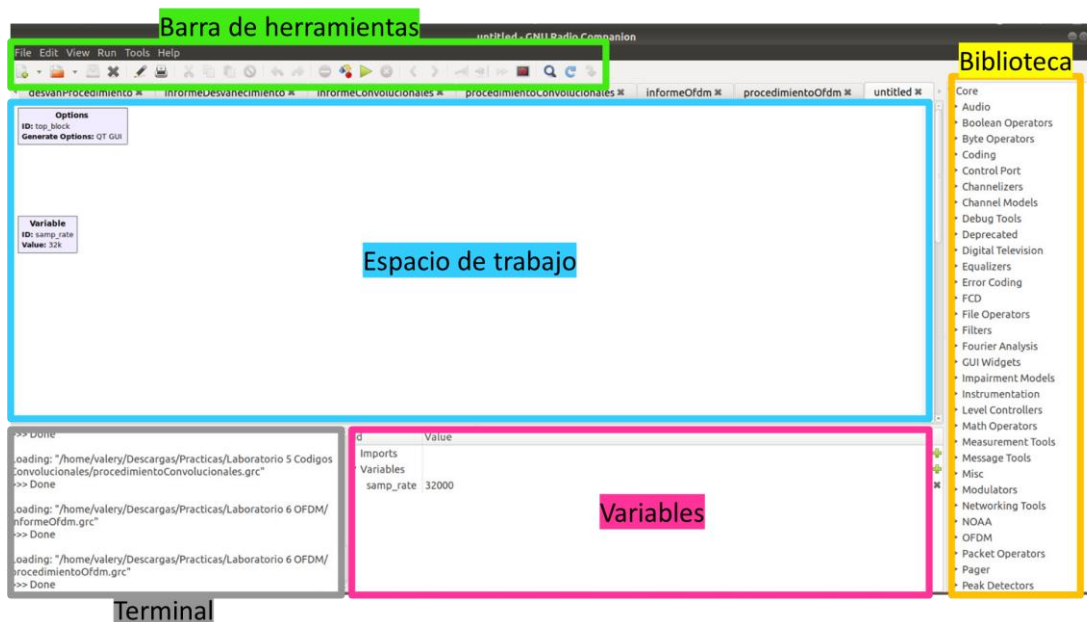 Barra de herramientas
untitled - GNU Radio Companion
File Edit View Run Tools Help
Biblioteca
desvanProcedimiento
informeDesvanecimiento
informeConvolucionales
procedimientoConvolucionales
informeOfdm
procedimientoOfdm
untitled
Options
ID: top_block
Generate Options: QT GUI
Variable
ID: samp_rate
Value: 32k
Espacio de trabajo
Core
Audio
Boolean Operators
Byte Operators
Coding
Control Port
Channelizers
Channel Models
Debug Tools
Deprecated
Digital Television
Equalizers
Error Coding
FCD
File Operators
Filters
Fourier Analysis
GUI Widgets
Impairment Models
Instrumentation
Level Controllers
Math Operators
Measurement Tools
Message Tools
Misc
Modulators
Networking Tools
NOAA
OFDM
Packet Operators
Pager
Peak Detectors
>>> Done
Loading: "/home/valery/Descargas/Practicas/Laboratorio 5 Codigos
Convolucionales/procedimientoConvolucionales.grc"
>>> Done
Loading: "/home/valery/Descargas/Practicas/Laboratorio 6 OFDM/
informeOfdm.grc"
>>> Done
Loading: "/home/valery/Descargas/Practicas/Laboratorio 6 OFDM/
procedimientoOfdm.grc"
>>> Done
Id Value
Imports
Variables
samp_rate 32000
Variables
Terminal